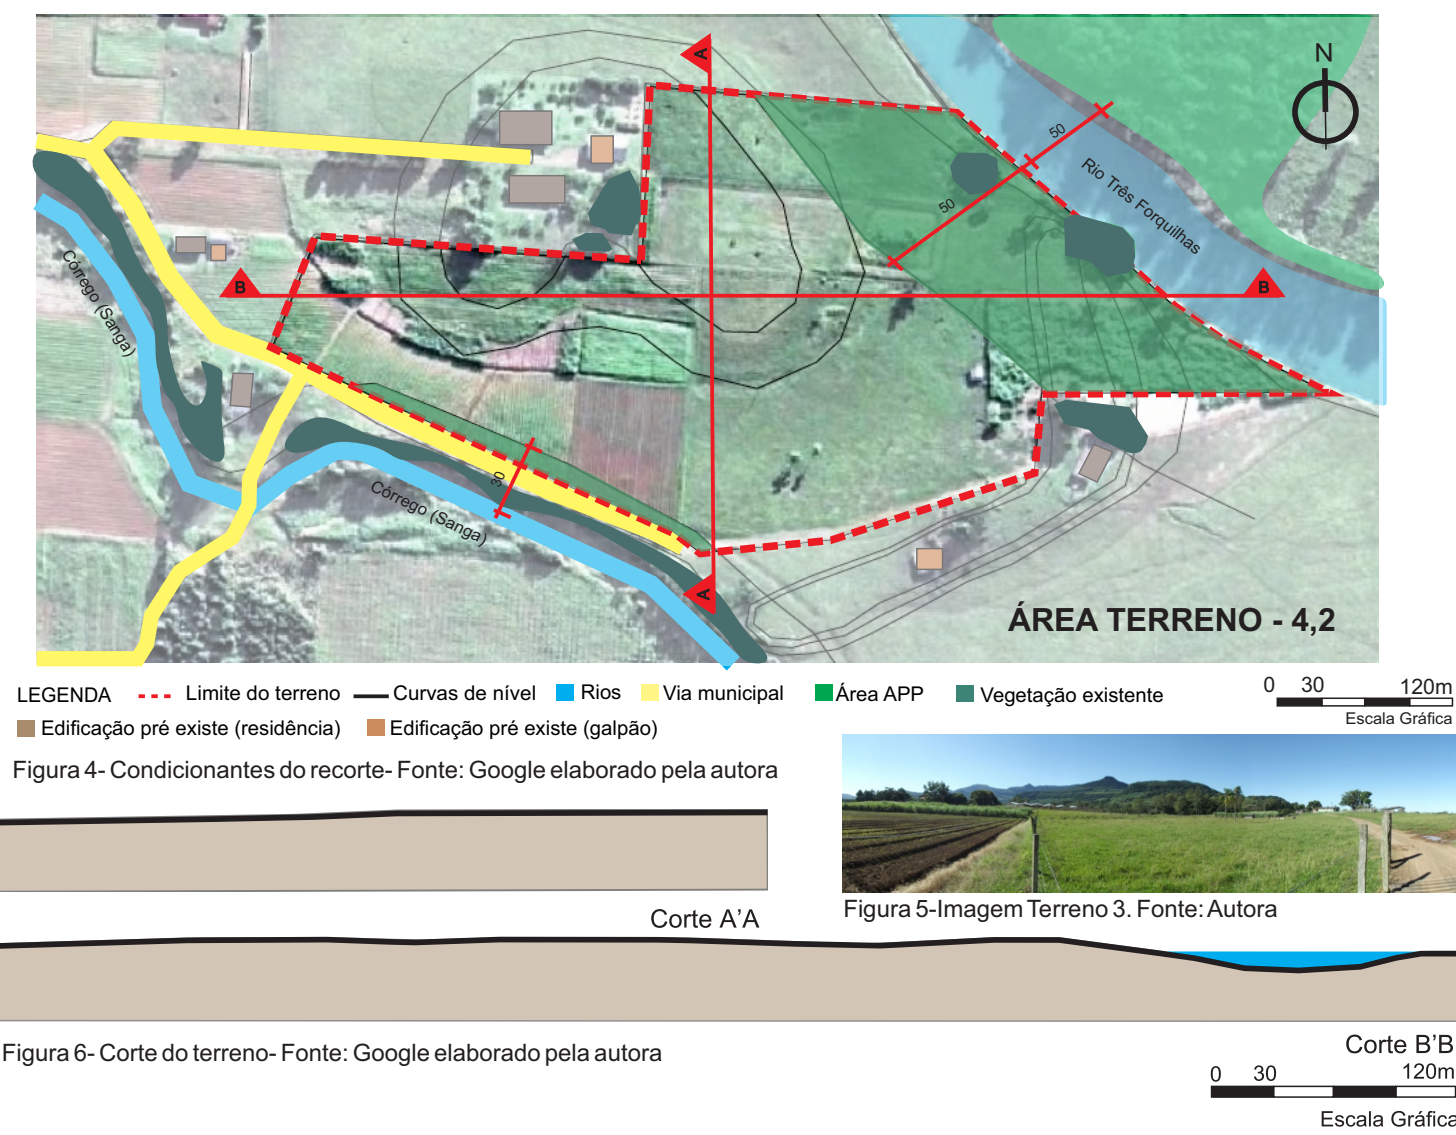 A
N
50
50
Rio Três Forquilhas
B
B
Córrego (Sanga)
30
Córrego (Sanga)
A
ÁREA TERRENO - 4,2
LEGENDA Limite do terreno Curvas de nível Rios Via municipal Área APP Vegetação existente
0 30 120m
Escala Gráfica
Edificação pré existe (residência) Edificação pré existe (galpão)
Figura 4- Condicionantes do recorte- Fonte: Google elaborado pela autora
Figura 5-Imagem Terreno 3. Fonte: Autora
Corte A'A
Corte B'B
Figura 6- Corte do terreno- Fonte: Google elaborado pela autora
0 30 120m
Escala Gráfica